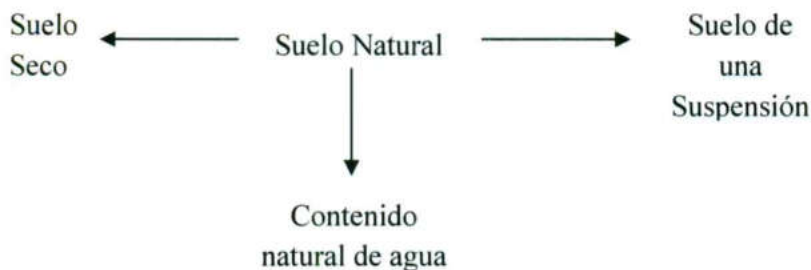 Suelo
Seco
Suelo Natural
Suelo de
una
Suspensión
Contenido
natural de agua